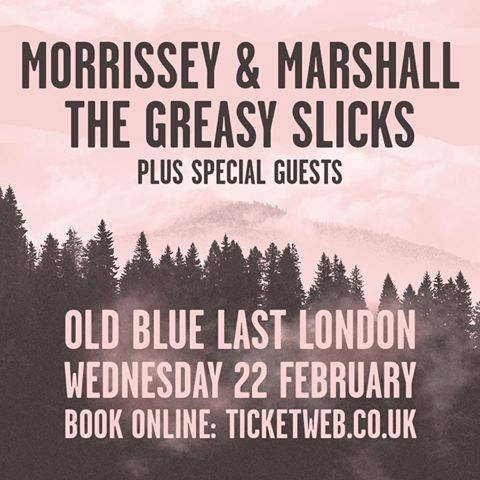 MORRISSEY & MARSHALL
THE GREASY SLICKS
PLUS SPECIAL GUESTS
OLD BLUE LAST LONDON
WEDNESDAY 22 FEBRUARY
BOOK ONLINE: TICKETWEB.CO.UK